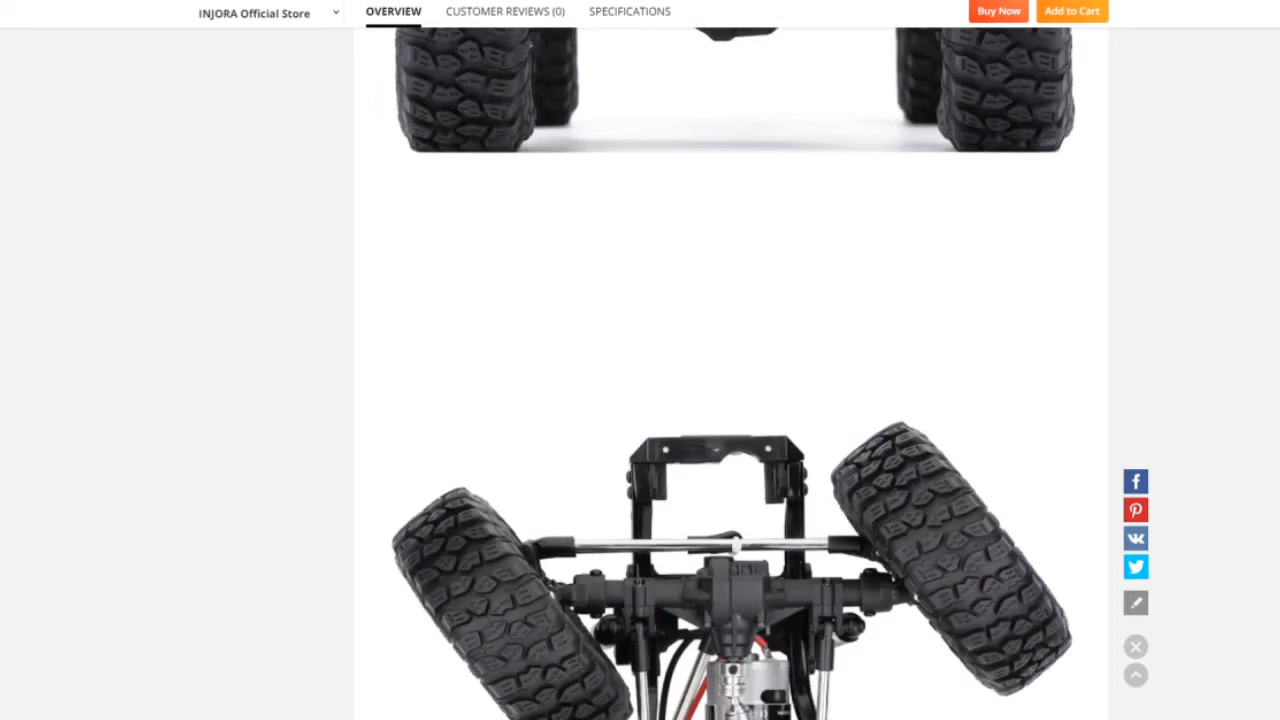 INJORA Official Store
OVERVIEW
CUSTOMER REVIEWS (0)
SPECIFICATIONS
Buy Now
Add to Cart